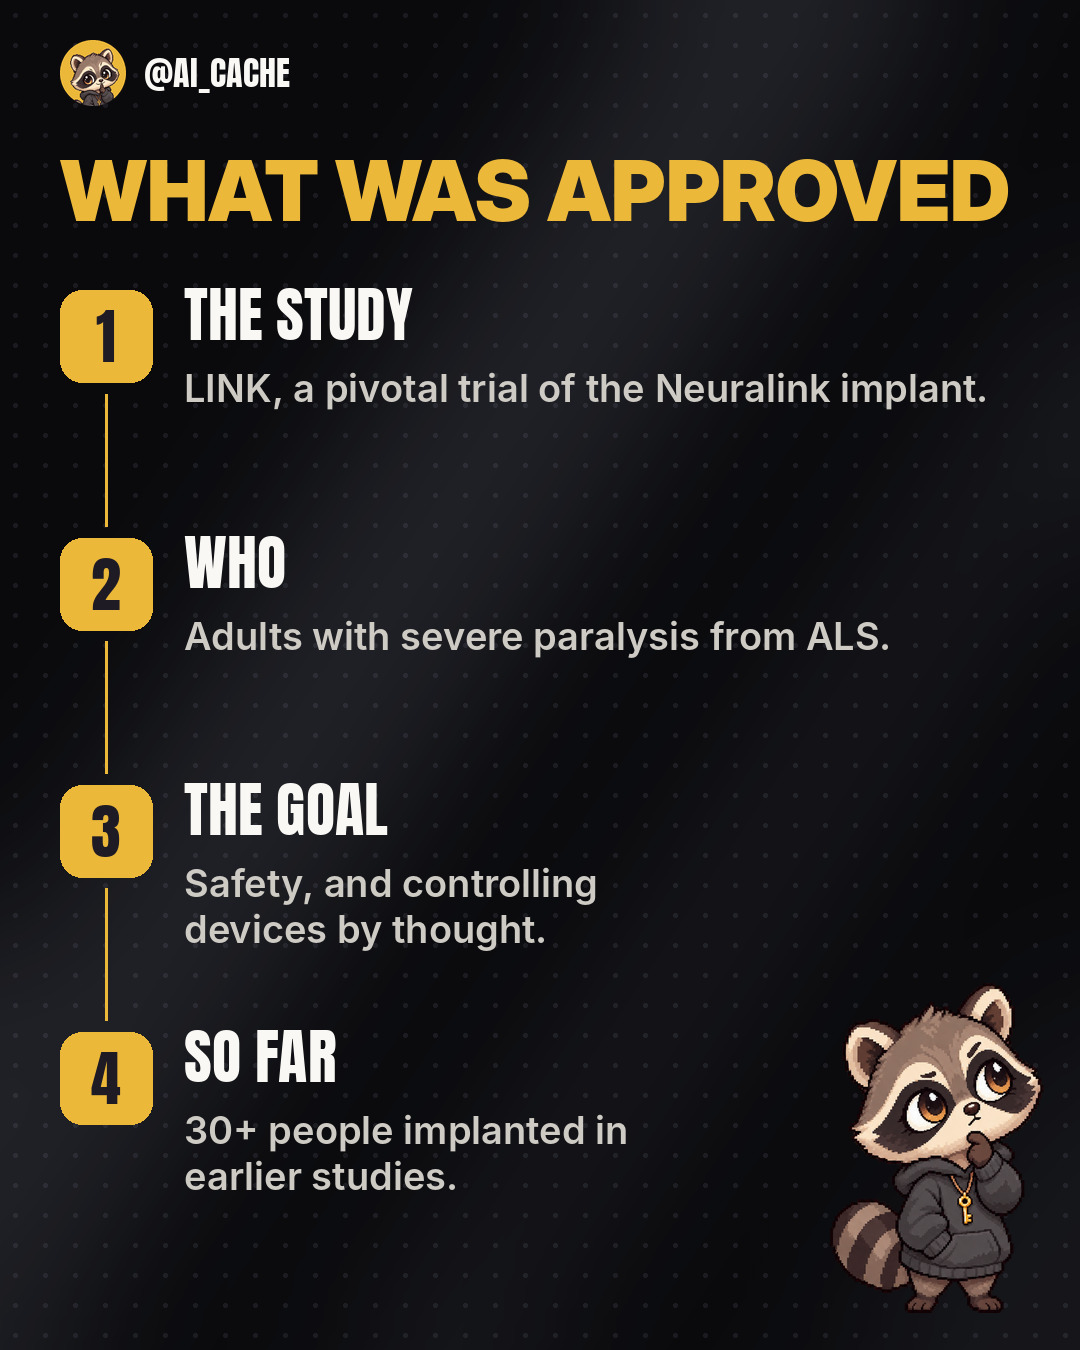 @AI_CACHE
WHAT WAS APPROVED
1
THE STUDY
LINK, a pivotal trial of the Neuralink implant.
2
WHO
Adults with severe paralysis from ALS.
3
THE GOAL
Safety, and controlling
devices by thought.
4
SO FAR
30+ people implanted in
earlier studies.